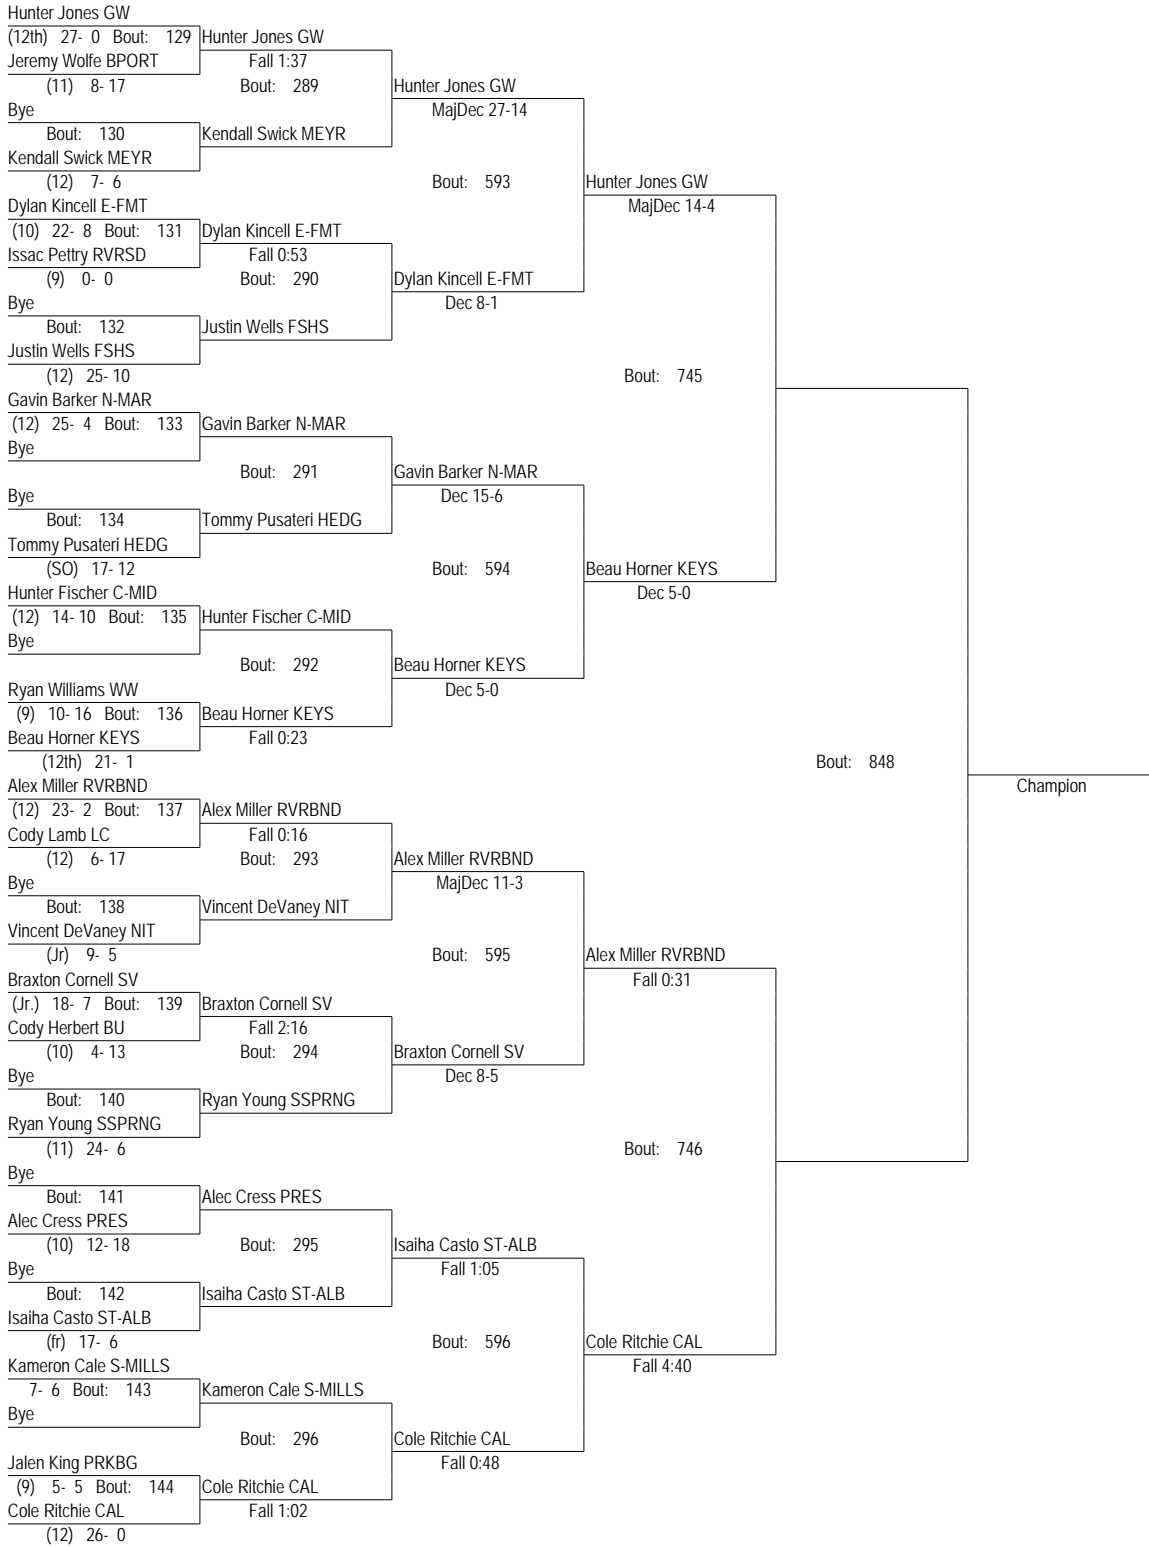 Hunter Jones GW
(12th) 27- 0 Bout: 129 Hunter Jones GW
Jeremy Wolfe BPORT Fall 1:37
(11) 8- 17 Bout: 289 Hunter Jones GW
Bye MajDec 27-14
Bout: 130 Kendall Swick MEYR
Kendall Swick MEYR
(12) 7- 6 Bout: 593 Hunter Jones GW
Dylan Kincell E-FMT MajDec 14-4
(10) 22- 8 Bout: 131 Dylan Kincell E-FMT
Issac Pettry RVRSD Fall 0:53
(9) 0- 0 Bout: 290 Dylan Kincell E-FMT
Bye Dec 8-1
Bout: 132 Justin Wells FSHS
Justin Wells FSHS
(12) 25- 10 Bout: 745
Gavin Barker N-MAR
(12) 25- 4 Bout: 133 Gavin Barker N-MAR
Bye
Bout: 291 Gavin Barker N-MAR
Bye Dec 15-6
Bout: 134 Tommy Pusateri HEDG
Tommy Pusateri HEDG
(SO) 17- 12 Bout: 594 Beau Horner KEYS
Hunter Fischer C-MID Dec 5-0
(12) 14- 10 Bout: 135 Hunter Fischer C-MID
Bye
Bout: 292 Beau Horner KEYS
Ryan Williams WW Dec 5-0
(9) 10- 16 Bout: 136 Beau Horner KEYS
Beau Horner KEYS Fall 0:23
(12th) 21- 1 Bout: 848
Alex Miller RVRBND Champion
(12) 23- 2 Bout: 137 Alex Miller RVRBND
Cody Lamb LC Fall 0:16
(12) 6- 17 Bout: 293 Alex Miller RVRBND
Bye MajDec 11-3
Bout: 138 Vincent DeVaney NIT
Vincent DeVaney NIT
(Jr) 9- 5 Bout: 595 Alex Miller RVRBND
Braxton Cornell SV Fall 0:31
(Jr.) 18- 7 Bout: 139 Braxton Cornell SV
Cody Herbert BU Fall 2:16
(10) 4- 13 Bout: 294 Braxton Cornell SV
Bye Dec 8-5
Bout: 140 Ryan Young SSPRNG
Ryan Young SSPRNG
(11) 24- 6 Bout: 746
Bye
Bout: 141 Alec Cress PRES
Alec Cress PRES
(10) 12- 18 Bout: 295 Isaiha Casto ST-ALB
Bye Fall 1:05
Bout: 142 Isaiha Casto ST-ALB
Isaiha Casto ST-ALB
(fr) 17- 6 Bout: 596 Cole Ritchie CAL
Kameron Cale S-MILLS Fall 4:40
7- 6 Bout: 143 Kameron Cale S-MILLS
Bye
Bout: 296 Cole Ritchie CAL
Jalen King PRKBG Fall 0:48
(9) 5- 5 Bout: 144 Cole Ritchie CAL
Cole Ritchie CAL Fall 1:02
(12) 26- 0